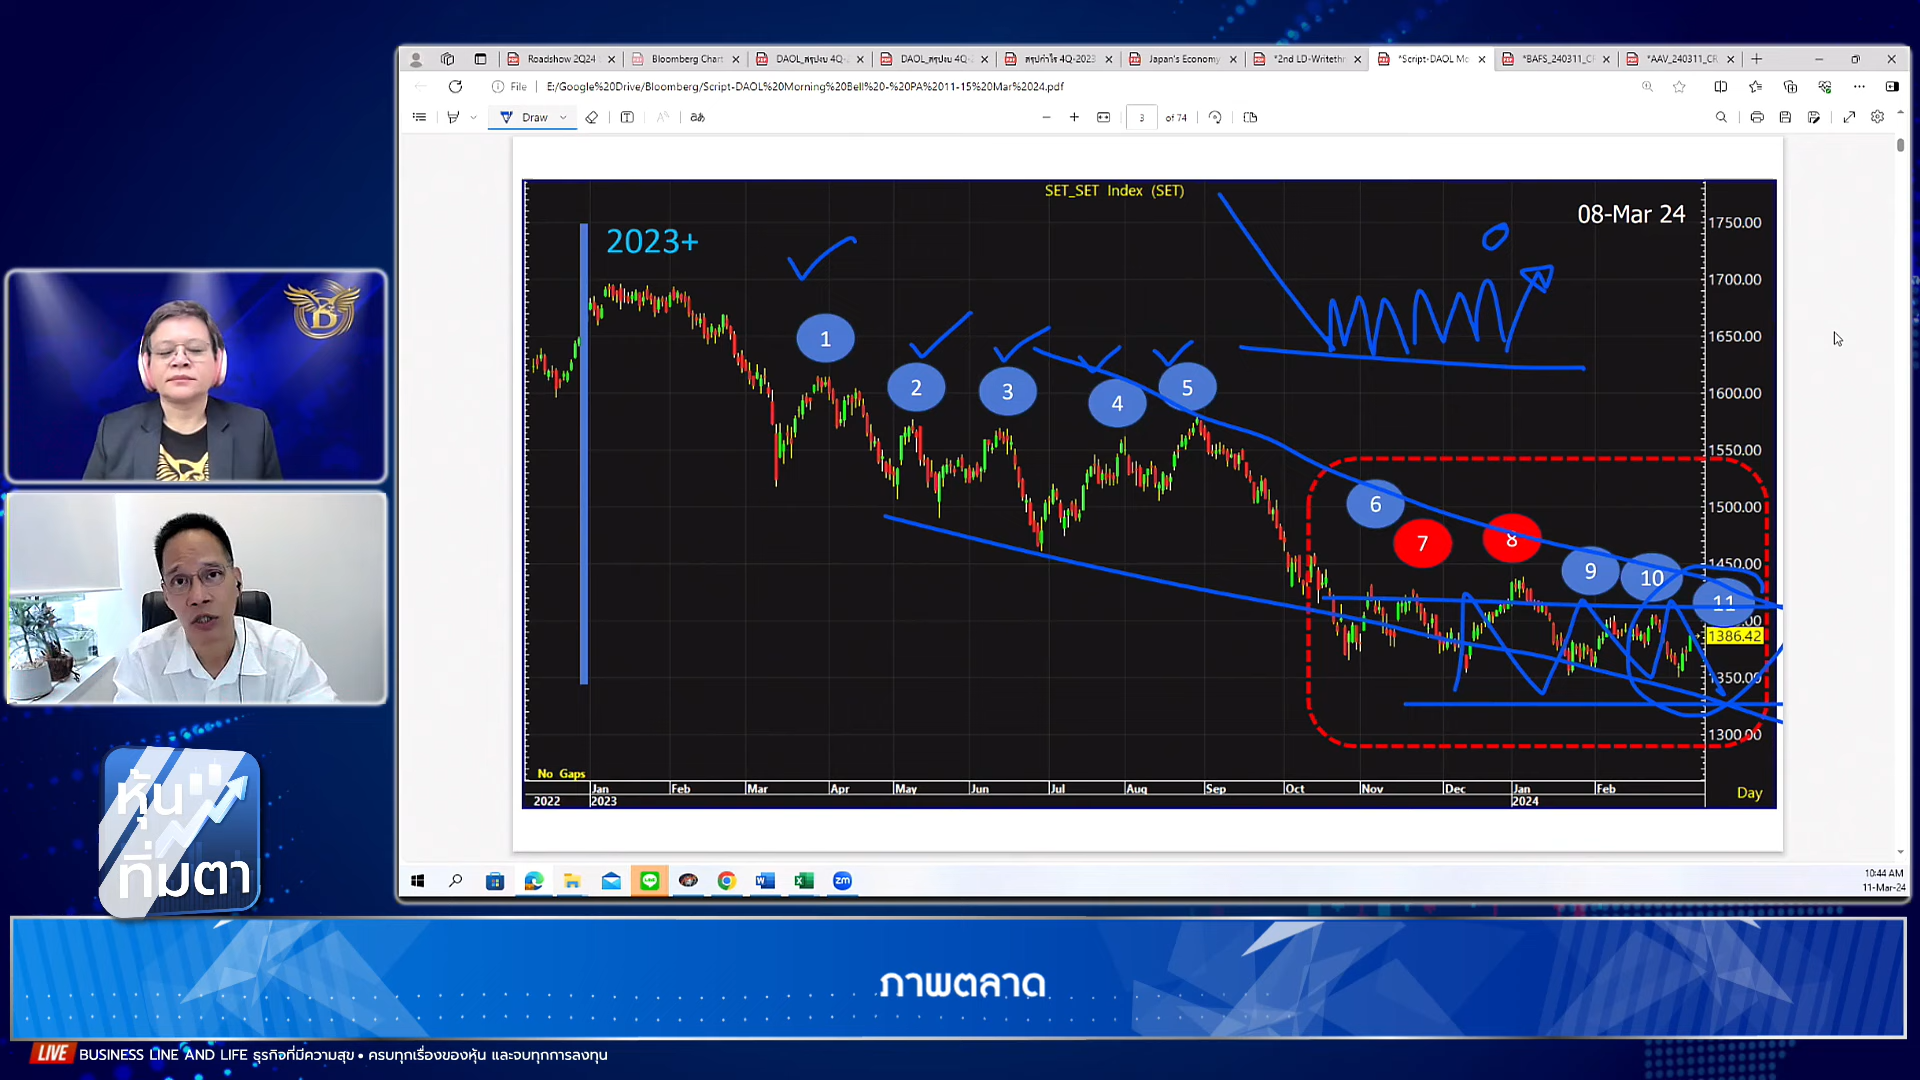 Roadshow 2Q24
Bloomberg Chart
DAOL_สรุปงบ 4Q-
DAOL_สรุปงบ 4Q-
สรุปกำไร 4Q-2023
Japan's Economy
*2nd LD-Writethr
*Script-DAOL Mo
*BAFS_240311_CF
*AAV_240311_CR
File
E:/Google%20Drive/Bloomberg/Script-DAOL%20Morning%20Bell%20-%20PA%2011-15%20Mar%2024.pdf
Draw
3 of 74
SET_SET Index (SET)
08-Mar 24
2023+
1
2
3
4
5
6
7
8
9
10
11
1750.00
1700.00
1650.00
1600.00
1550.00
1500.00
1450.00
1386.42
1350.00
1300.00
No Gaps
Jan Feb Mar Apr May Jun Jul Aug Sep Oct Nov Dec Jan Feb
2022 2023 2024
Day
หุ้น
ทิ่มตา
10:44 AM
11-Mar-24
ภาพตลาด
LIVE BUSINESS LINE AND LIFE ธุรกิจที่มีความสุข • ครบทุกเรื่องของหุ้น และจบทุกการลงทุน